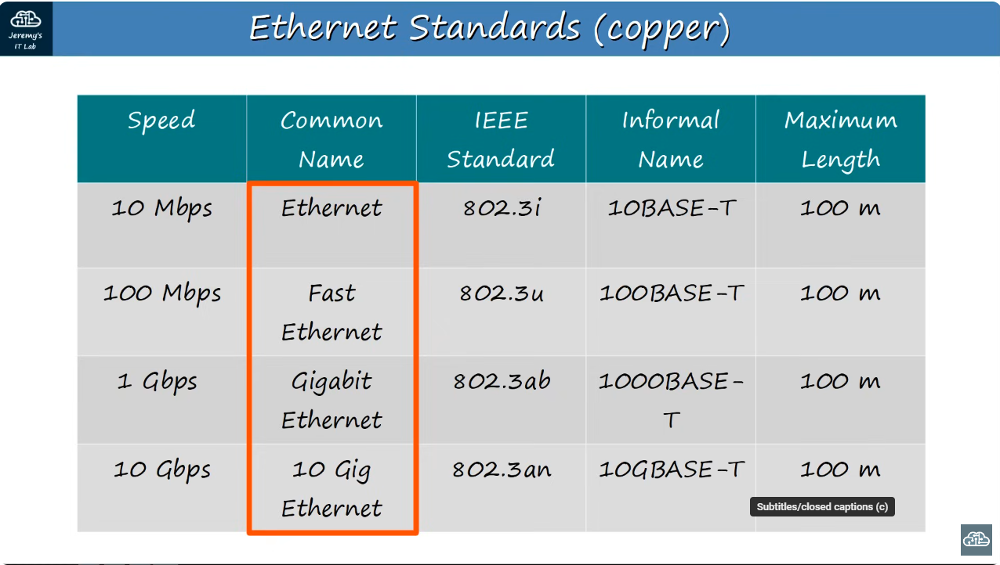 Jeremy's
IT Lab
Ethernet Standards (copper)
Speed
Common
Name
IEEE
Standard
Informal
Name
Maximum
Length
10 Mbps
Ethernet
802.3i
10BASE-T
100 m
100 Mbps
Fast
Ethernet
802.3u
100BASE-T
100 m
1 Gbps
Gigabit
Ethernet
802.3ab
1000BASE-
T
100 m
10 Gbps
10 Gig
Ethernet
802.3an
10GBASE-T
100 m
Subtitles/closed captions (c)